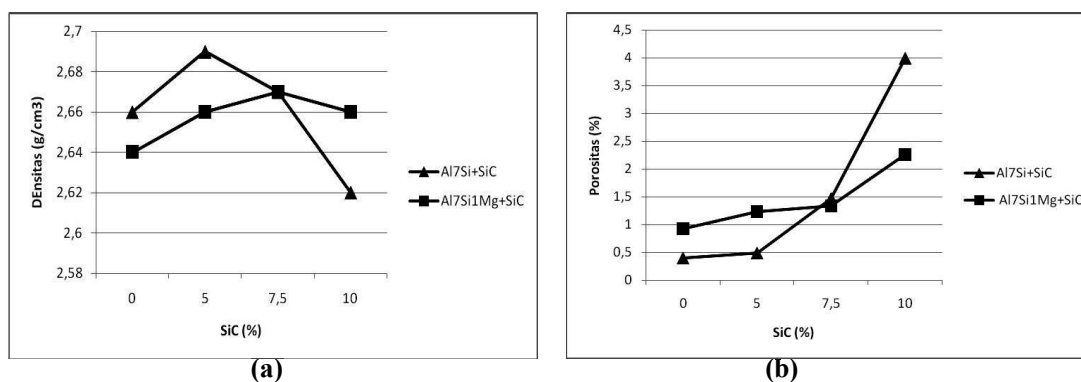 2,7
2,68
2,66
2,64
2,62
2,6
2,58
DEnsitas (g/cm3)
0 5 7,5 10
SiC (%)
Al7Si+SiC
Al7Si1Mg+SiC
(a)
4,5
4
3,5
3
2,5
2
1,5
1
0,5
0
Porositas (%)
0 5 7,5 10
SiC (%)
Al7Si+SiC
Al7Si1Mg+SiC
(b)